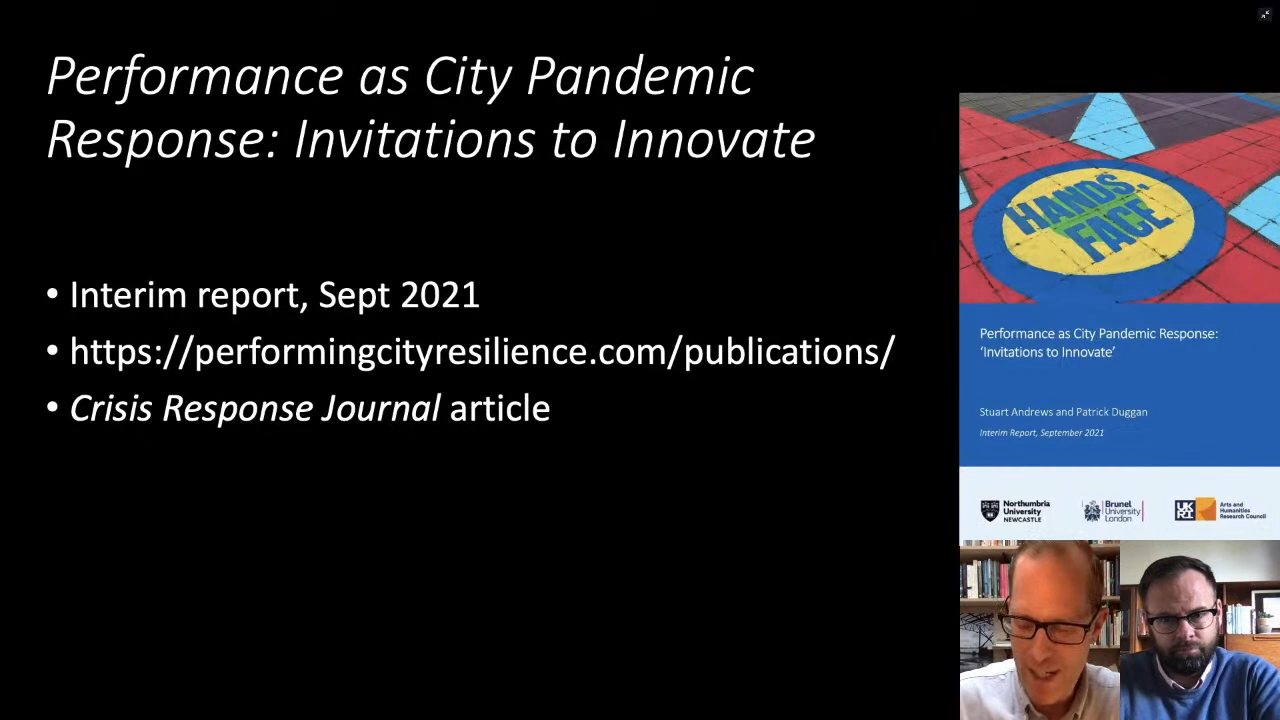 Performance as City Pandemic
Response: Invitations to Innovate
• Interim report, Sept 2021
• https://performingcityresilience.com/publications/
• Crisis Response Journal article
HANDS.
FACE
Performance as City Pandemic Response:
‘Invitations to Innovate’
Stuart Andrews and Patrick Duggan
Interim Report, September 2021
Northumbria
University
NEWCASTLE
Brunel
University
London
UK
RI
Arts and
Humanities
Research Council